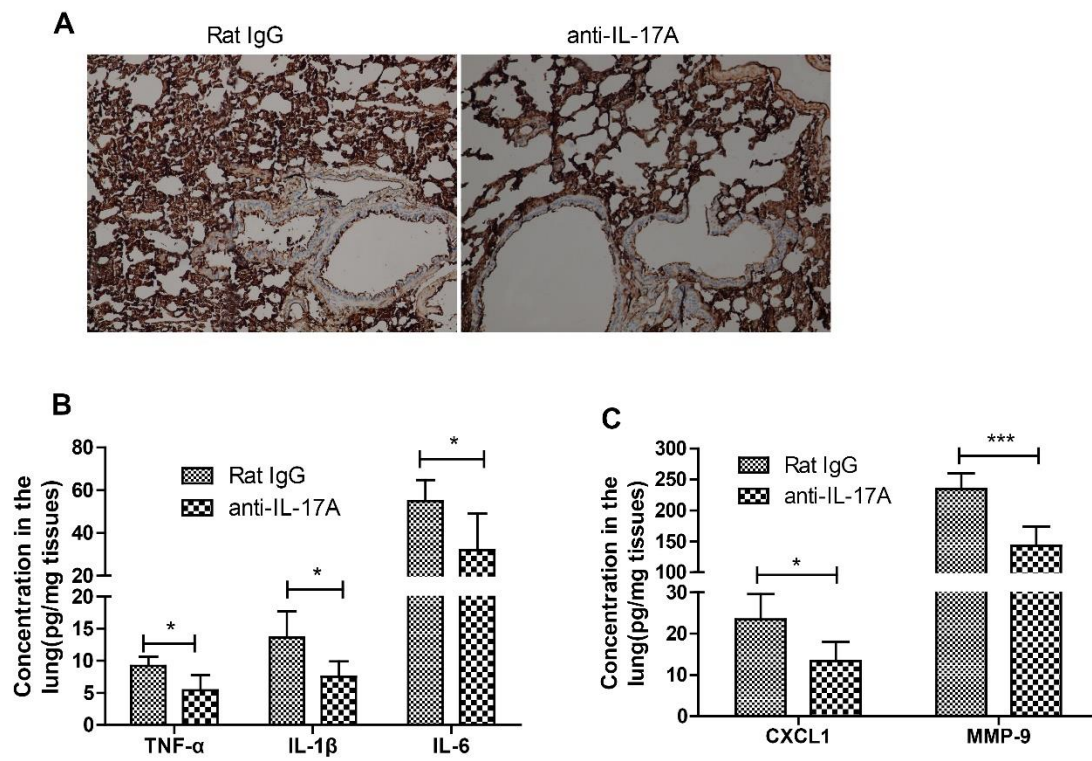 A
Rat IgG
anti-IL-17A
B
Concentration in the
lung(pg/mg tissues)
80
60
40
20
20
15
10
5
0
Rat IgG
anti-IL-17A
*
*
*
TNF-α
IL-1β
IL-6
C
Concentration in the
lung(pg/mg tissues)
300
250
200
150
100
30
20
10
0
Rat IgG
anti-IL-17A
*
***
CXCL1
MMP-9